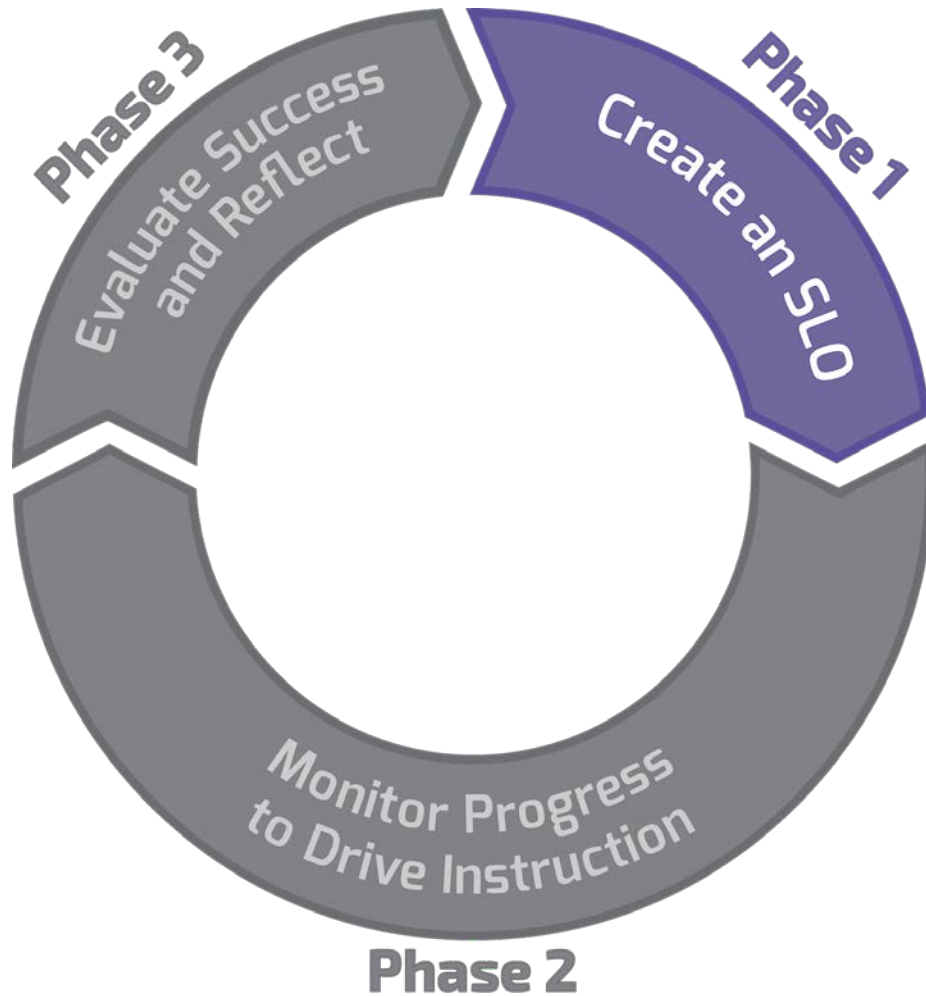 Phase 1
Create an SLO
Phase 2
Monitor Progress
to Drive Instruction
Phase 3
Evaluate Success
and Reflect